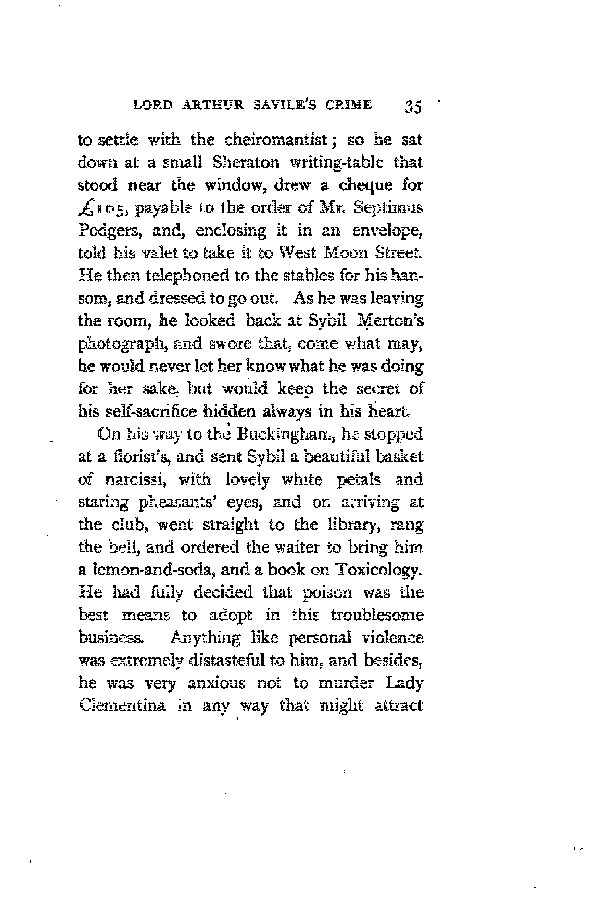 LORD ARTHUR SAVILE'S CRIME 35
to settle with the cheiromantist; so he sat
down at a small Sheraton writing-table that
stood near the window, drew a cheque for
£105, payable to the order of Mr. Septimus
Podgers, and, enclosing it in an envelope,
told his valet to take it to West Moon Street.
He then telephoned to the stables for his han-
som, and dressed to go out. As he was leaving
the room, he looked back at Sybil Merton's
photograph, and swore that, come what may,
he would never let her know what he was doing
for her sake, but would keep the secret of
his self-sacrifice hidden always in his heart.
On his way to the Buckingham, he stopped
at a florist's, and sent Sybil a beautiful basket
of narcissi, with lovely white petals and
staring pheasants' eyes, and on arriving at
the club, went straight to the library, rang
the bell, and ordered the waiter to bring him
a lemon-and-soda, and a book on Toxicology.
He had fully decided that poison was the
best means to adopt in this troublesome
business. Anything like personal violence
was extremely distasteful to him, and besides,
he was very anxious not to murder Lady
Clementina in any way that might attract